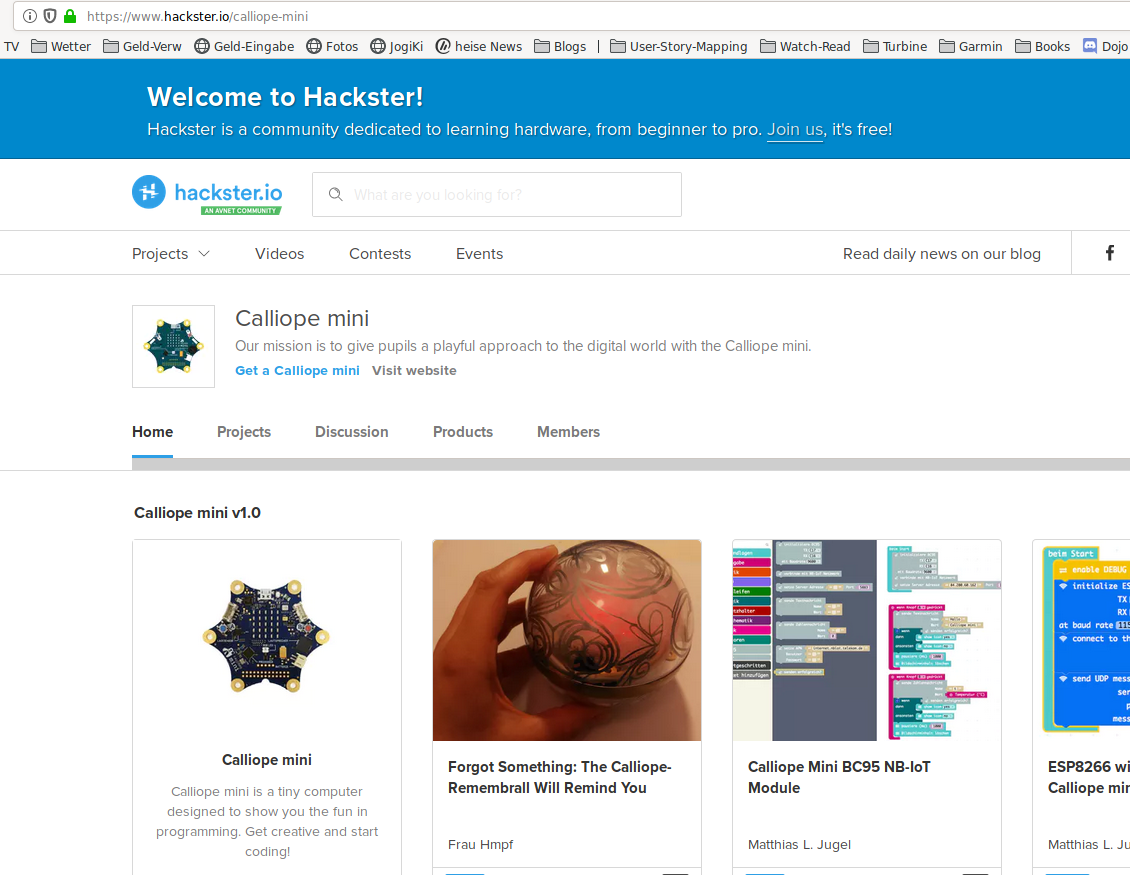 https://www.hackster.io/calliope-mini
TV Wetter Geld-Verw Geld-Eingabe Fotos JogiKi heise News Blogs | User-Story-Mapping Watch-Read Turbine Garmin Books Dojo
Welcome to Hackster!
Hackster is a community dedicated to learning hardware, from beginner to pro. Join us, it's free!
hackster.io
AN AVNET COMMUNITY
What are you looking for?
Projects Videos Contests Events Read daily news on our blog
Calliope mini
Our mission is to give pupils a playful approach to the digital world with the Calliope mini.
Get a Calliope mini Visit website
Home Projects Discussion Products Members
Calliope mini v1.0
beim Start
enable DEBUG
initialize ES
TX
RX
at baud rate 115
connect to th
send UDP mess
ser
p
mess
Calliope mini
Calliope mini is a tiny computer
designed to show you the fun in
programming. Get creative and start
coding!
Forgot Something: The Calliope-
Remembrall Will Remind You
Frau Hmpf
Calliope Mini BC95 NB-IoT
Module
Matthias L. Jugel
ESP8266 wi
Calliope min
Matthias L. Ju